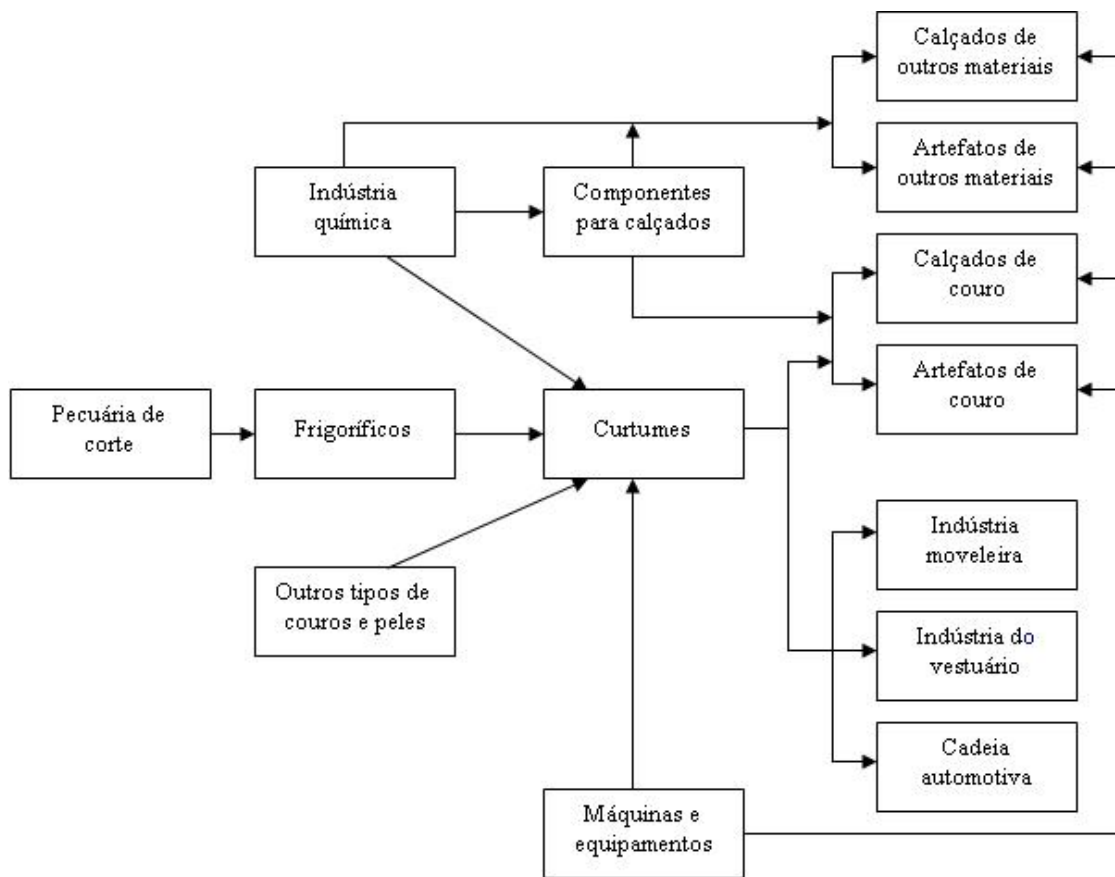 Calçados de
outros materiais
Artefatos de
outros materiais
Indústria
química
Componentes
para calçados
Calçados de
couro
Artefatos de
couro
Pecuária de
corte
Frigoríficos
Curtumes
Outros tipos de
couros e peles
Indústria
moveleira
Indústria do
vestuário
Cadeia
automotiva
Máquinas e
equipamentos